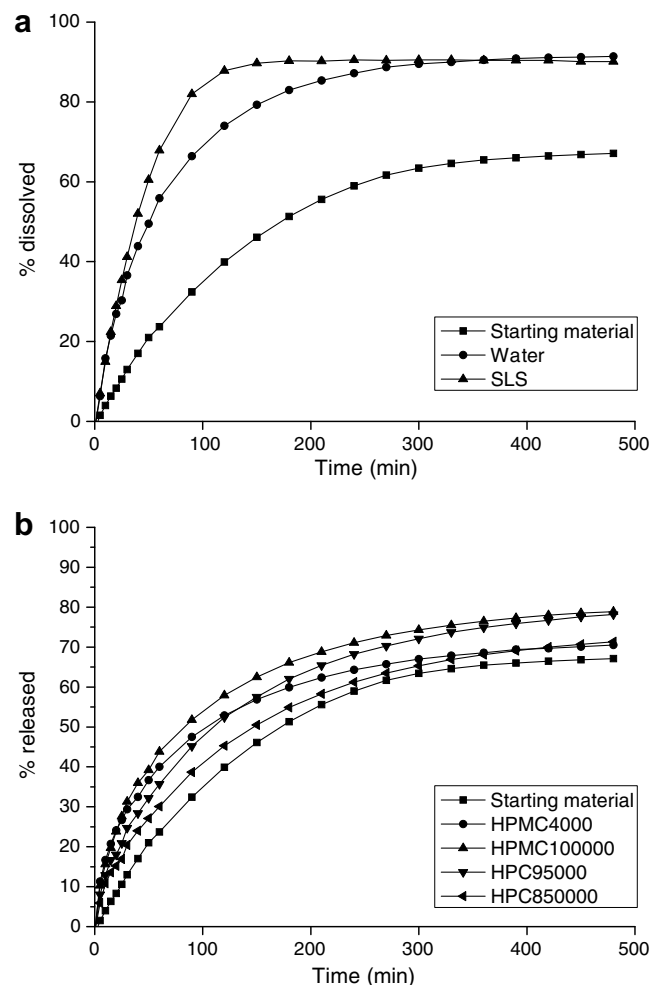 a
100
80
60
40
20
0
% dissolved
Starting material
Water
SLS
0 100 200 300 400 500
Time (min)
b
100
90
80
70
60
50
40
30
20
10
0
% released
Starting material
HPMC4000
HPMC100000
HPC95000
HPC850000
0 100 200 300 400 500
Time (min)